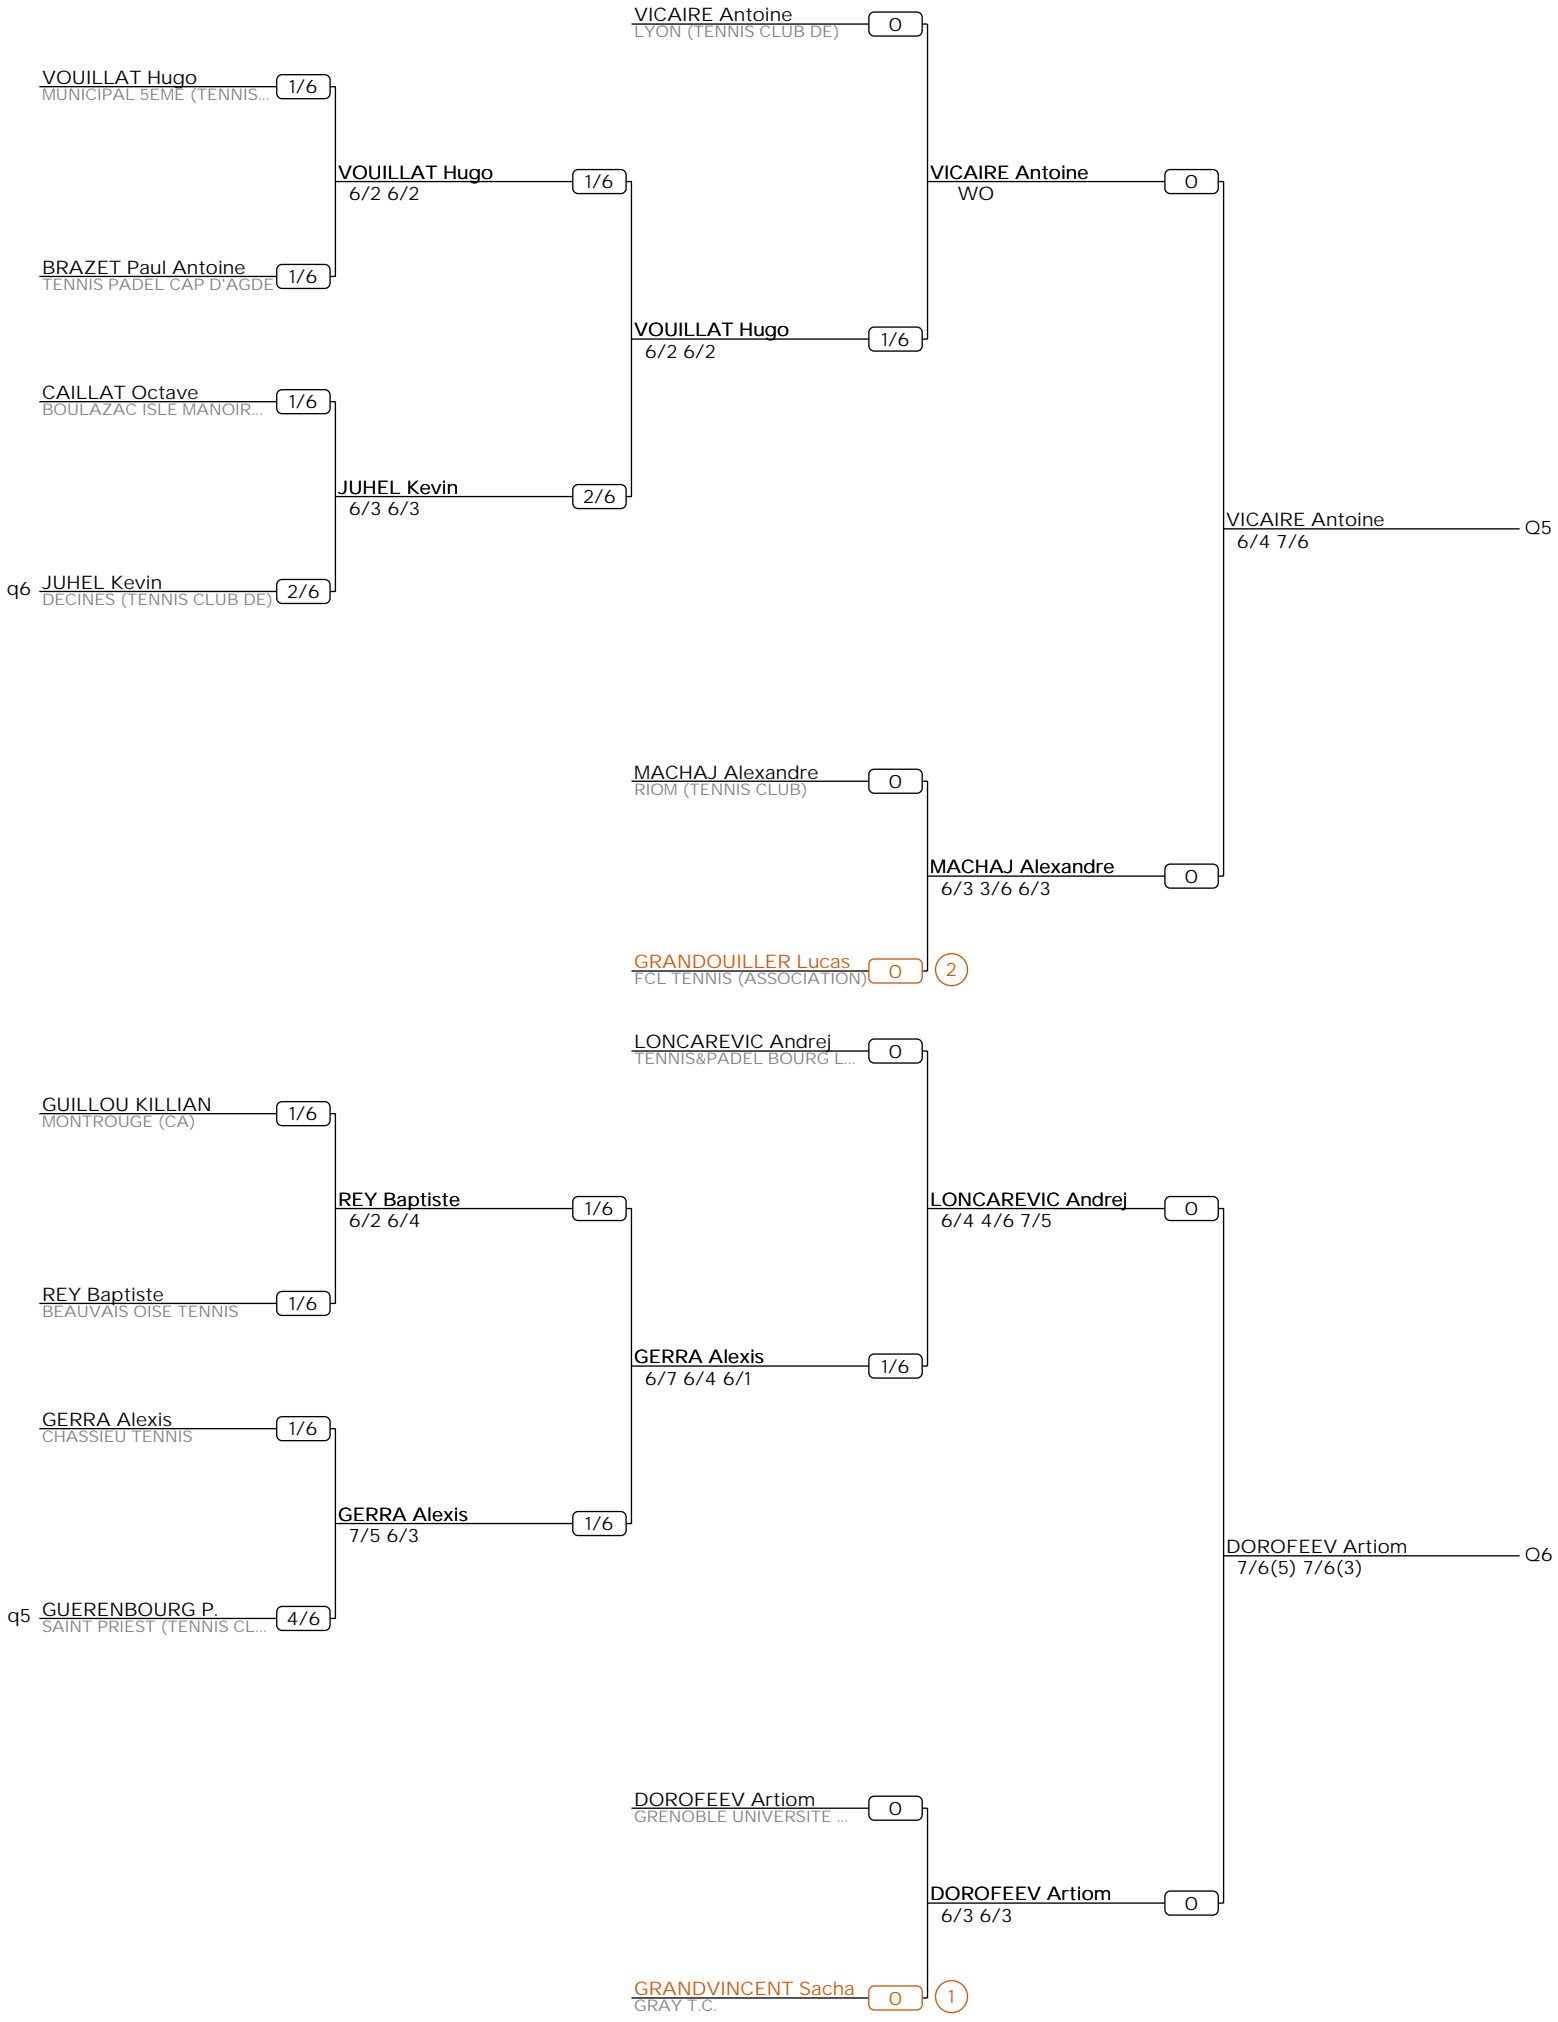 VICAIRE Antoine
LYON (TENNIS CLUB DE)
0
VOUILLAT Hugo
MUNICIPAL 5EME (TENNIS...
1/6
VOUILLAT Hugo
6/2 6/2
1/6
VICAIRE Antoine
WO
0
BRAZET Paul Antoine
TENNIS PADEL CAP D'AGDE
1/6
VOUILLAT Hugo
6/2 6/2
1/6
CAILLAT Octave
BOULAZAC ISLE MANOIR...
1/6
JUHEL Kevin
6/3 6/3
2/6
VICAIRE Antoine
6/4 7/6
Q5
q6
JUHEL Kevin
DECINES (TENNIS CLUB DE)
2/6
MACHAJ Alexandre
RIOM (TENNIS CLUB)
0
MACHAJ Alexandre
6/3 3/6 6/3
0
GRANDOUILLER Lucas
FCL TENNIS (ASSOCIATION)
0
2
LONCAREVIC Andrej
TENNIS&PADEL BOURG L...
0
GUILLOU KILLIAN
MONTROUGE (CA)
1/6
REY Baptiste
6/2 6/4
1/6
LONCAREVIC Andrej
6/4 4/6 7/5
0
REY Baptiste
BEAUVAIS OISE TENNIS
1/6
GERRA Alexis
6/7 6/4 6/1
1/6
GERRA Alexis
CHASSIEU TENNIS
1/6
GERRA Alexis
7/5 6/3
1/6
DOROFEEV Artiom
7/6(5) 7/6(3)
Q6
q5
GUERENBOURG P.
SAINT PRIEST (TENNIS CL...
4/6
DOROFEEV Artiom
GRENOBLE UNIVERSITE ...
0
DOROFEEV Artiom
6/3 6/3
0
GRANDVINCENT Sacha
GRAY T.C.
0
1